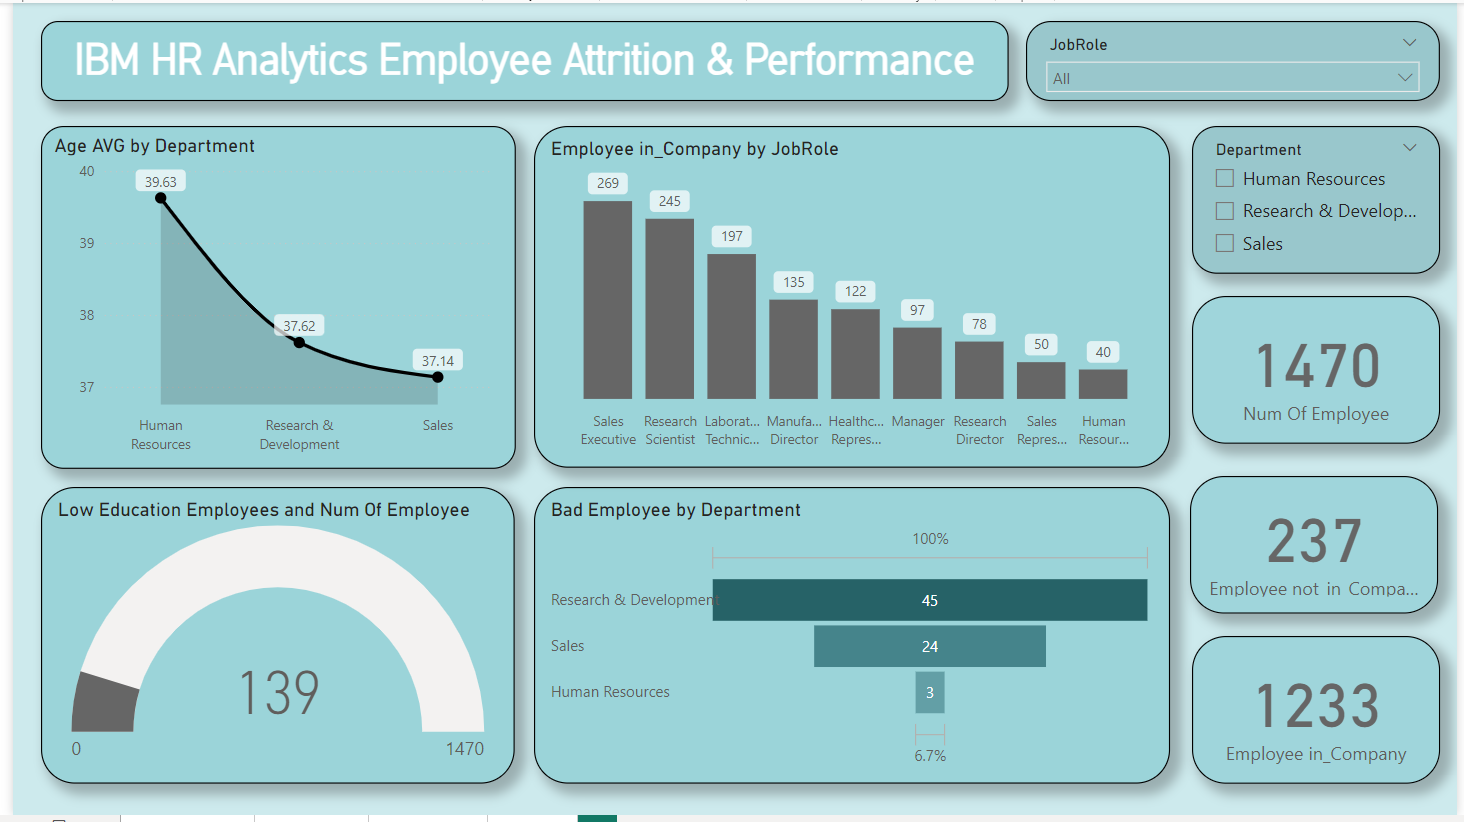 IBM HR Analytics Employee Attrition & Performance
JobRole
All
Age AVG by Department
40
39
38
37
39.63
37.62
37.14
Human
Resources
Research &
Development
Sales
Employee in_Company by JobRole
269
245
197
135
122
97
78
50
40
Sales
Executive
Research
Scientist
Laborat...
Technic...
Manufa...
Director
Healthc...
Repres...
Manager
Research
Director
Sales
Repres...
Human
Resour...
Department
Human Resources
Research & Develop...
Sales
1470
Num Of Employee
Low Education Employees and Num Of Employee
139
0
1470
Bad Employee by Department
100%
Research & Development
45
Sales
24
Human Resources
3
6.7%
237
Employee not in_Compa...
1233
Employee in_Company